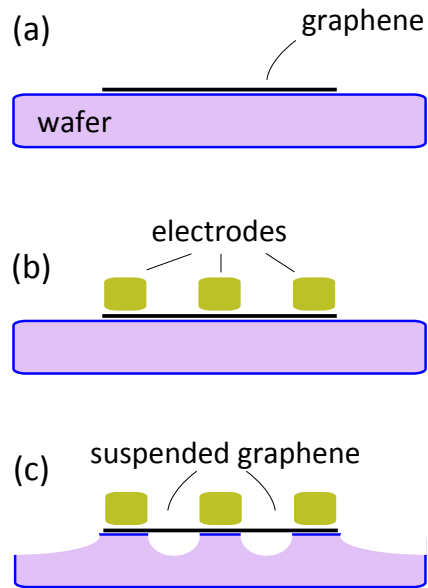 (a)
graphene
wafer
electrodes
(b)
(c)
suspended graphene